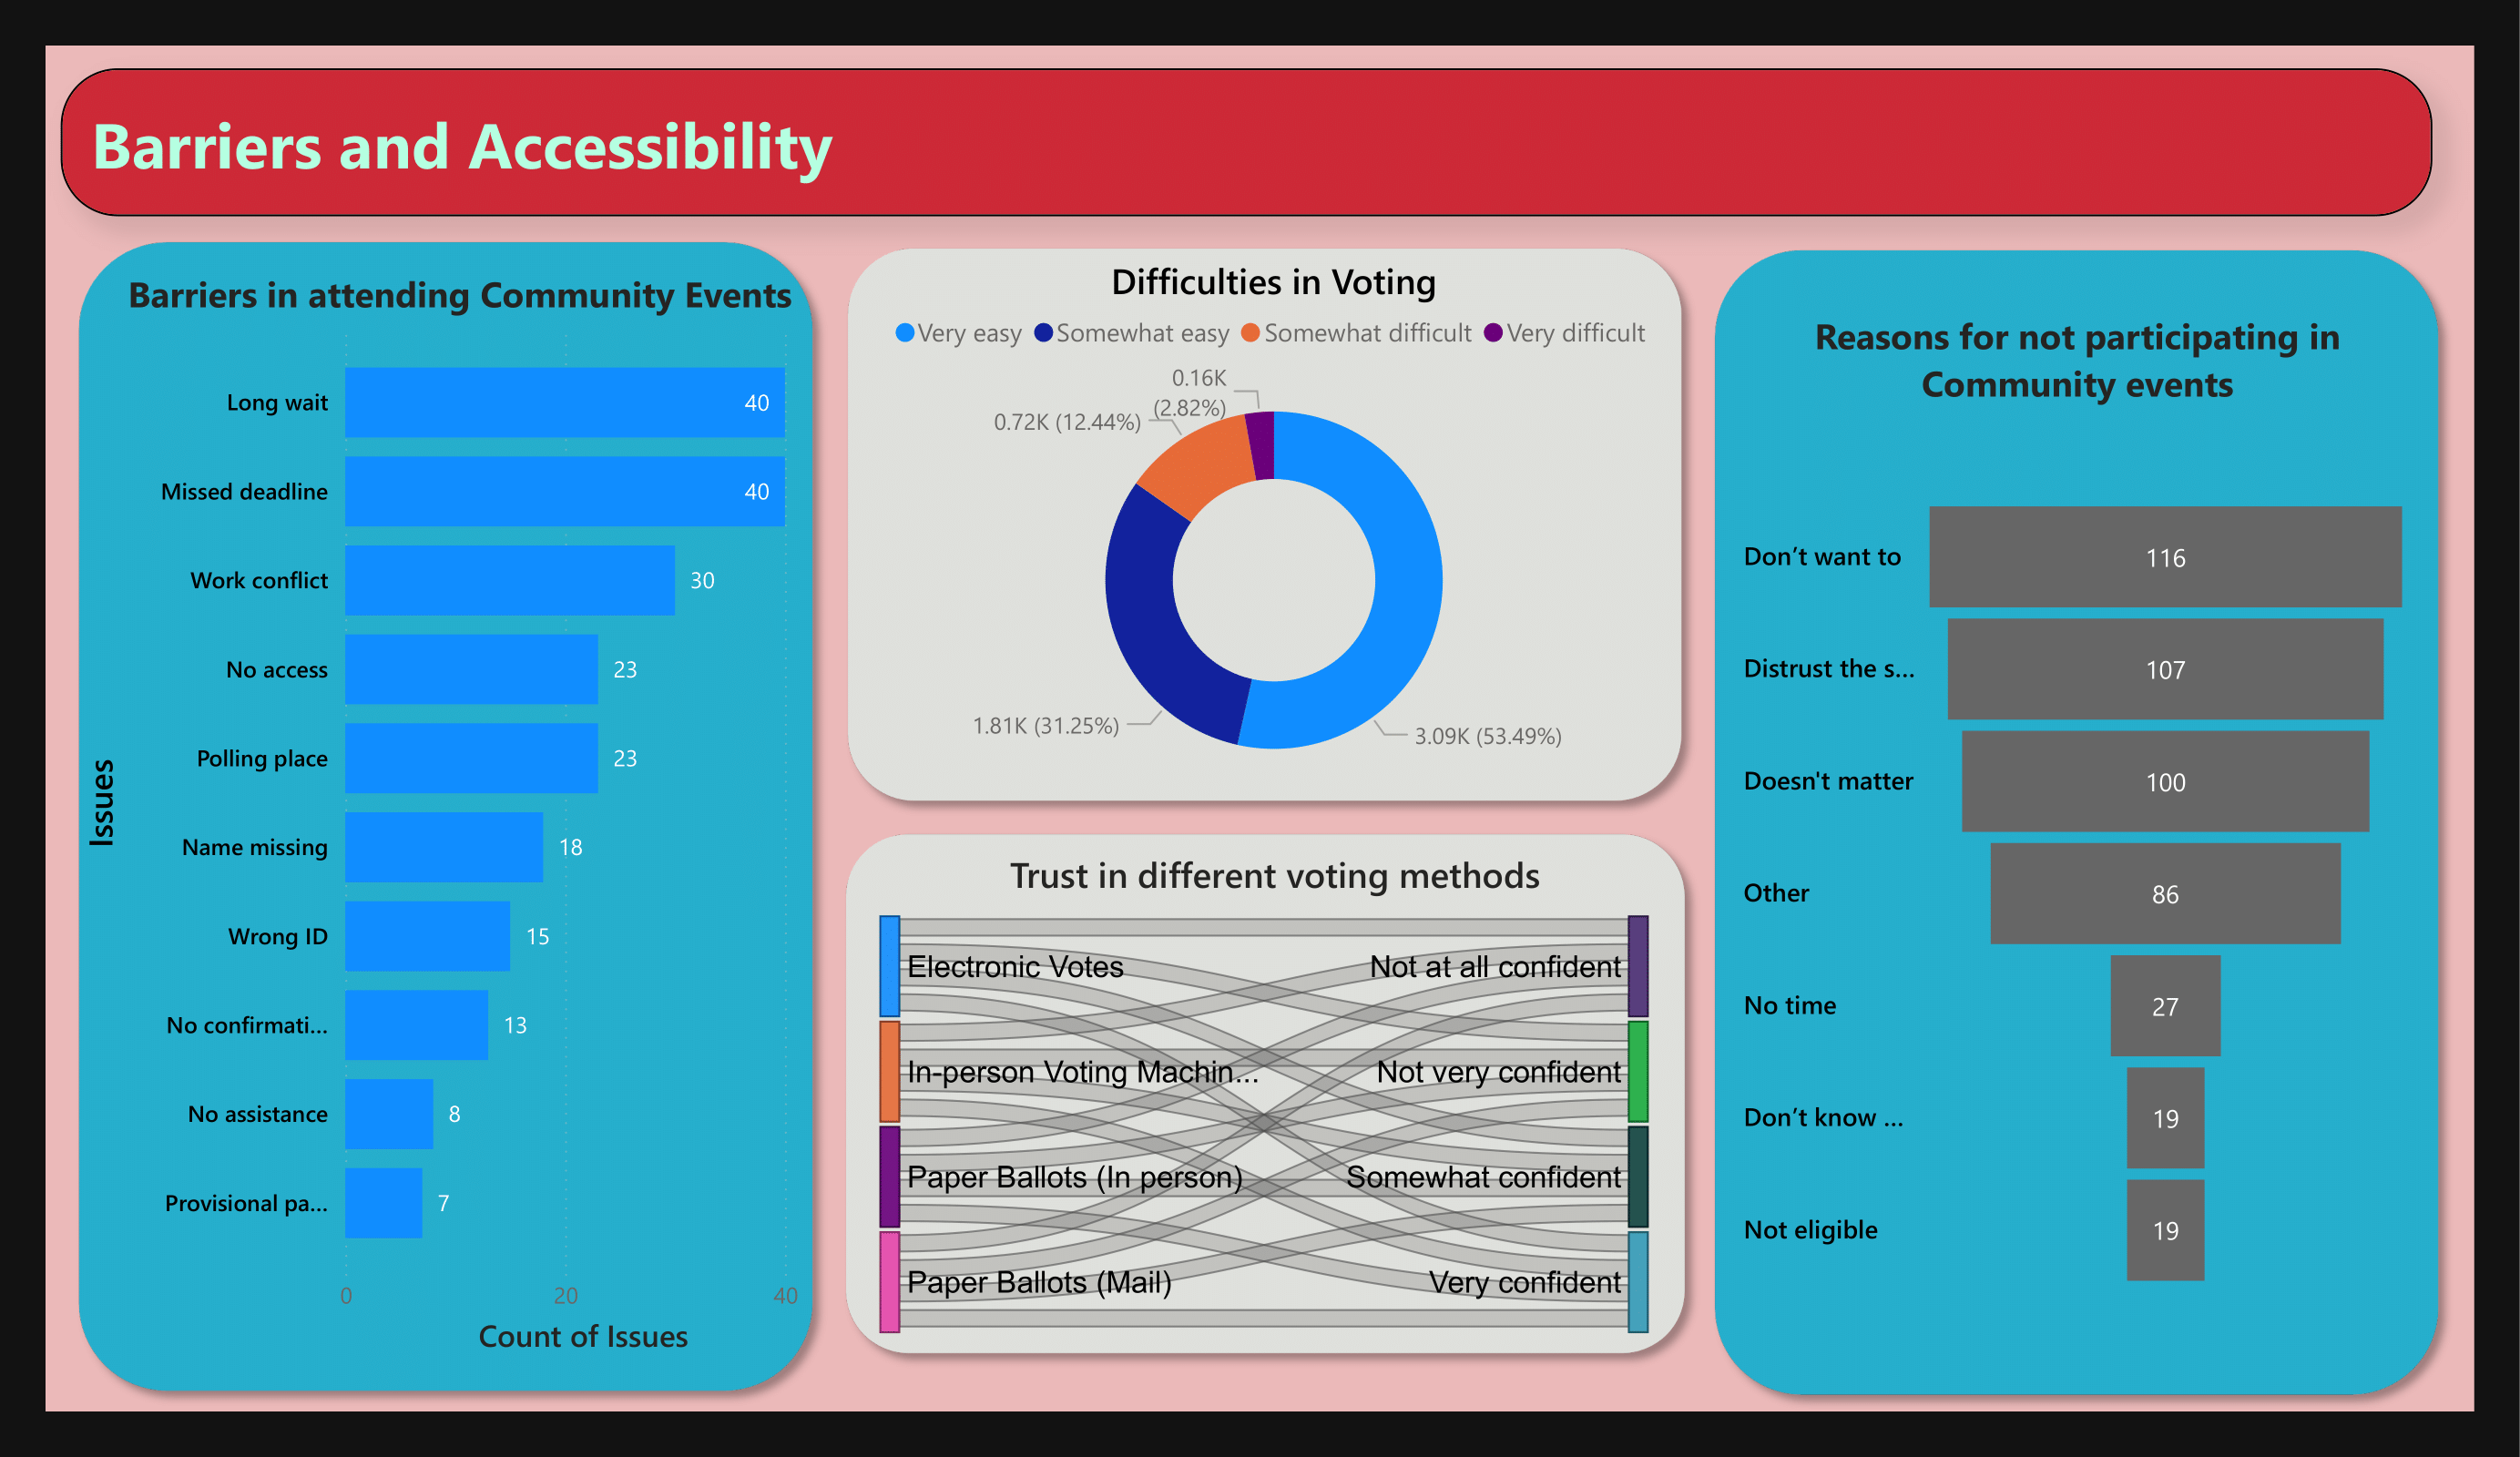 Barriers and Accessibility
Barriers in attending Community Events
Issues
Long wait
40
Missed deadline
40
Work conflict
30
No access
23
Polling place
23
Name missing
18
Wrong ID
15
No confirmati...
13
No assistance
8
Provisional pa...
7
0
20
40
Count of Issues
Difficulties in Voting
Very easy
Somewhat easy
Somewhat difficult
Very difficult
0.16K
(2.82%)
0.72K (12.44%)
1.81K (31.25%)
3.09K (53.49%)
Trust in different voting methods
Electronic Votes
In-person Voting Machin...
Paper Ballots (In person)
Paper Ballots (Mail)
Not at all confident
Not very confident
Somewhat confident
Very confident
Reasons for not participating in
Community events
Don’t want to
116
Distrust the s...
107
Doesn't matter
100
Other
86
No time
27
Don’t know ...
19
Not eligible
19